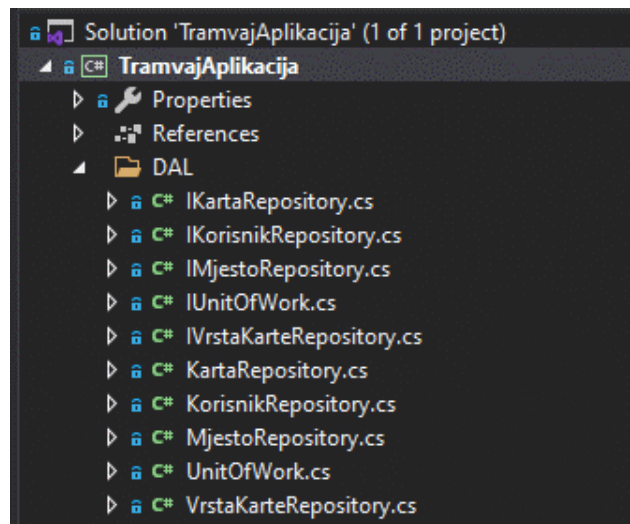 Solution 'TramvajAplikacija' (1 of 1 project)
C# TramvajAplikacija
Properties
References
DAL
C# IKartaRepository.cs
C# IKorisnikRepository.cs
C# IMjestoRepository.cs
C# IUnitOfWork.cs
C# IVrstaKarteRepository.cs
C# KartaRepository.cs
C# KorisnikRepository.cs
C# MjestoRepository.cs
C# UnitOfWork.cs
C# VrstaKarteRepository.cs